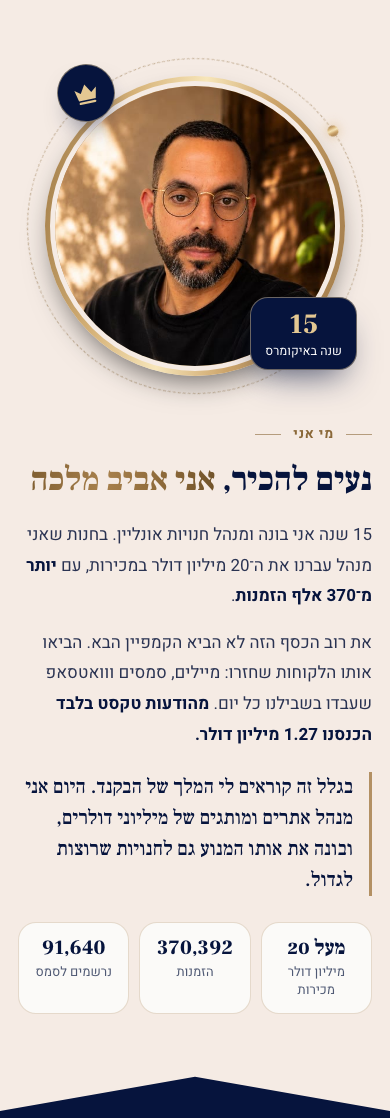 15
שנה באיקומרס
מי אני
נעים להכיר, אני אביב מלכה
15 שנה אני בונה ומנהל חנויות אונליין. בחנות שאני
מנהל עברנו את ה־20 מיליון דולר במכירות, עם יותר
מ־370 אלף הזמנות.
את רוב הכסף הזה לא הביא הקמפיין הבא. הביאו
אותו הלקוחות שחזרו: מיילים, סמסים ווואטסאפ
שעבדו בשבילנו כל יום. מהודעות טקסט בלבד
הכנסנו 1.27 מיליון דולר.
בגלל זה קוראים לי המלך של הבקנד. היום אני
מנהל אתרים ומותגים של מיליוני דולרים,
ובונה את אותו המנוע גם לחנויות שרוצות
לגדול.
מעל 20
מיליון דולר
מכירות
370,392
הזמנות
91,640
נרשמים לסמס